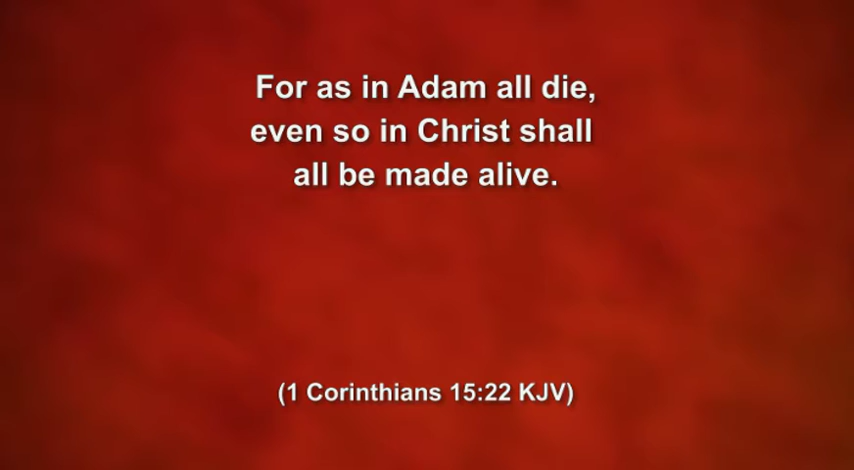 For as in Adam all die,
even so in Christ shall
all be made alive.
(1 Corinthians 15:22 KJV)